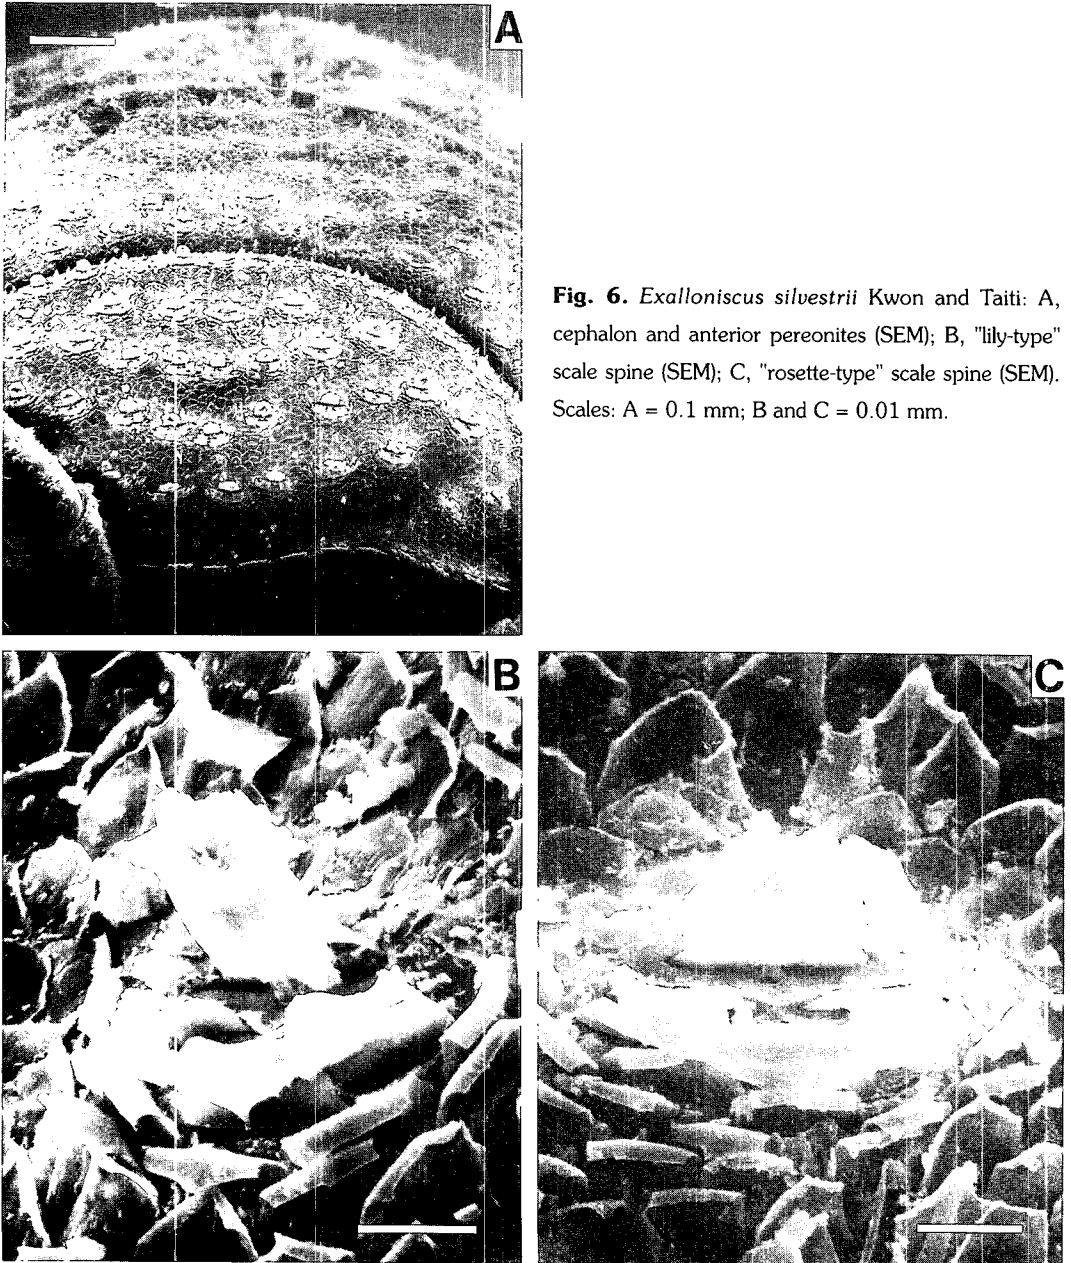 A
Fig. 6. Exalloniscus silvestrii Kwon and Taiti: A,
cephalon and anterior pereonites (SEM); B, "lily-type"
scale spine (SEM); C, "rosette-type" scale spine (SEM).
Scales: A = 0.1 mm; B and C = 0.01 mm.
B
C